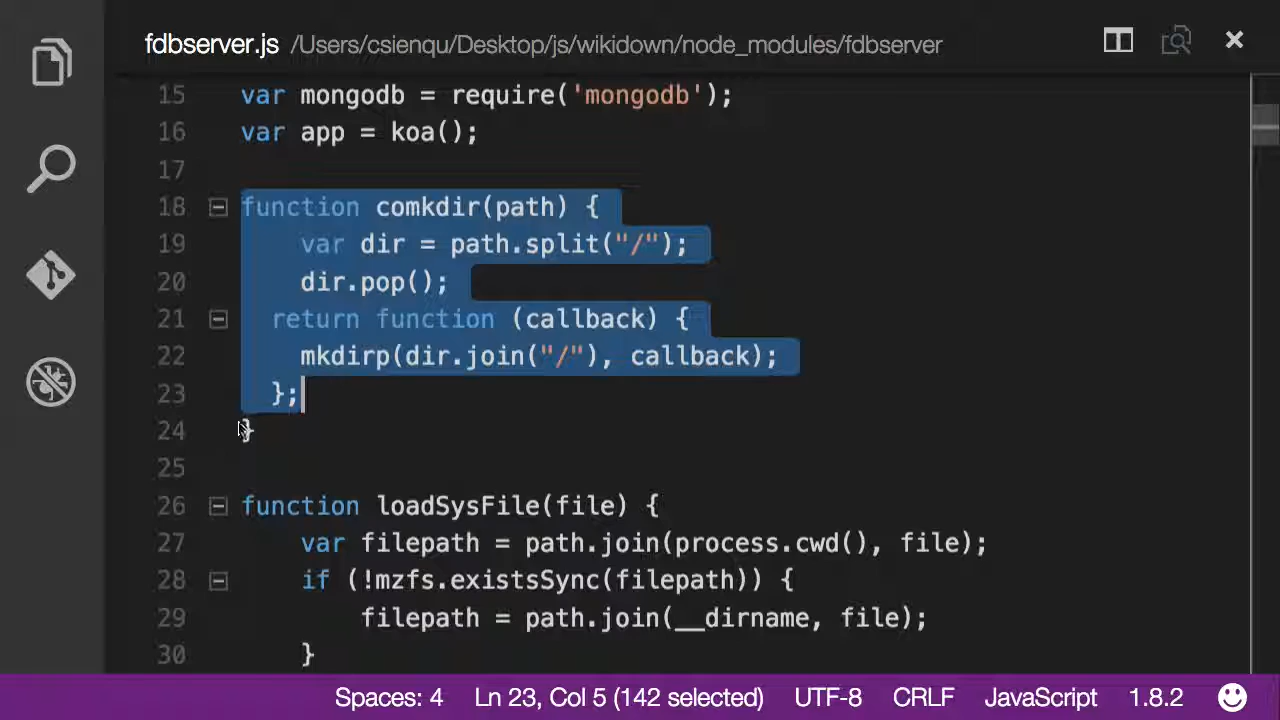 fdbserver.js /Users/csienqu/Desktop/js/wikidown/node_modules/fdbserver
15 var mongodb = require('mongodb');
16 var app = koa();
17
18 function comkdir(path) {
19 var dir = path.split("/");
20 dir.pop();
21 return function (callback) {
22 mkdirp(dir.join("/"), callback);
23 };
24 }
25
26 function loadSysFile(file) {
27 var filepath = path.join(process.cwd(), file);
28 if (!mzfs.existsSync(filepath)) {
29 filepath = path.join(__dirname, file);
30 }
Spaces: 4 Ln 23, Col 5 (142 selected) UTF-8 CRLF JavaScript 1.8.2